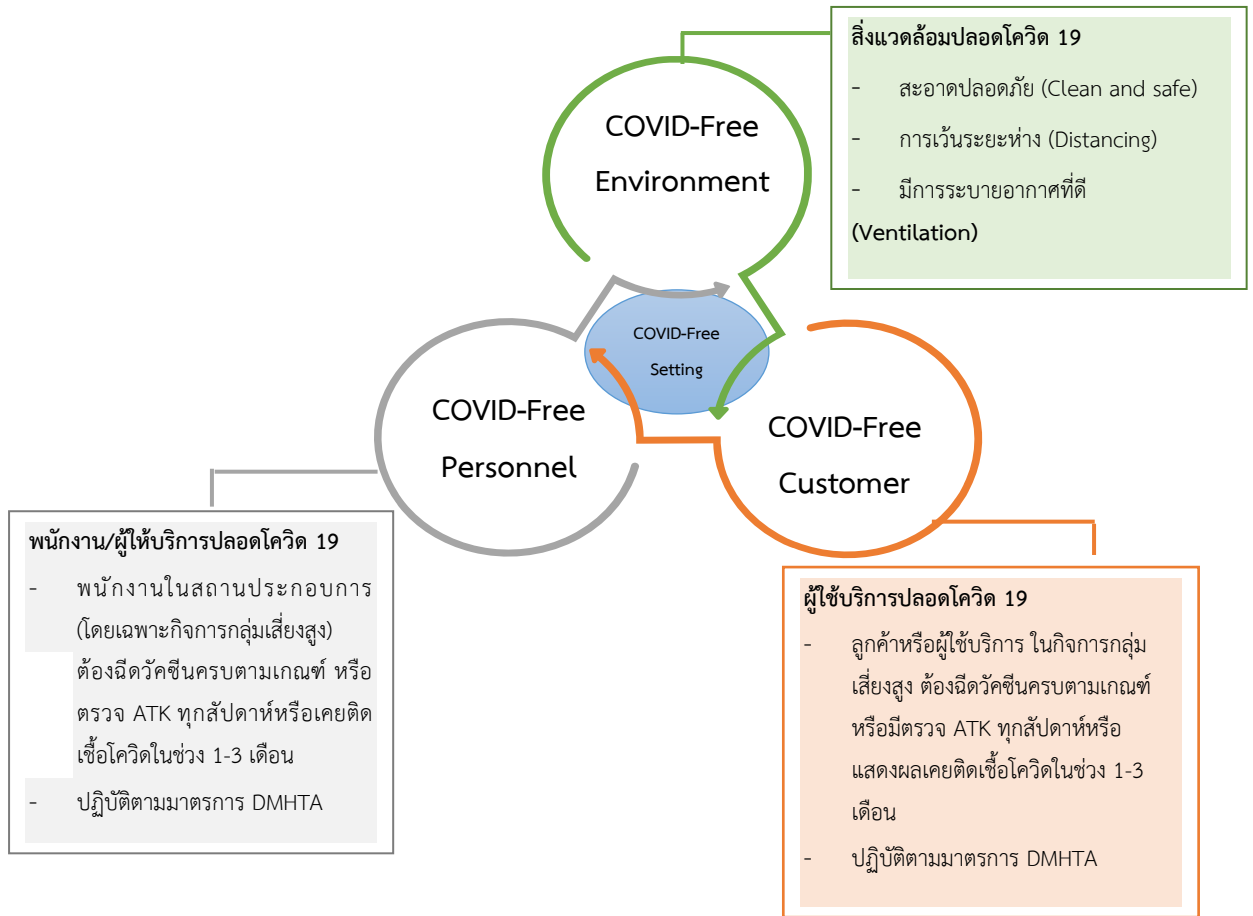 สิ่งแวดล้อมปลอดโควิด 19
- สะอาดปลอดภัย (Clean and safe)
- การเว้นระยะห่าง (Distancing)
- มีการระบายอากาศที่ดี
(Ventilation)
COVID-Free
Environment
COVID-Free
Setting
COVID-Free
Personnel
COVID-Free
Customer
พนักงาน/ผู้ให้บริการปลอดโควิด 19
- พนักงานในสถานประกอบการ
(โดยเฉพาะกิจการกลุ่มเสี่ยงสูง)
ต้องฉีดวัคซีนครบตามเกณฑ์ หรือ
ตรวจ ATK ทุกสัปดาห์หรือเคยติด
เชื้อโควิดในช่วง 1-3 เดือน
- ปฏิบัติตามมาตรการ DMHTA
ผู้ใช้บริการปลอดโควิด 19
- ลูกค้าหรือผู้ใช้บริการ ในกิจการกลุ่ม
เสี่ยงสูง ต้องฉีดวัคซีนครบตามเกณฑ์
หรือมีตรวจ ATK ทุกสัปดาห์หรือ
แสดงผลเคยติดเชื้อโควิดในช่วง 1-3
เดือน
- ปฏิบัติตามมาตรการ DMHTA